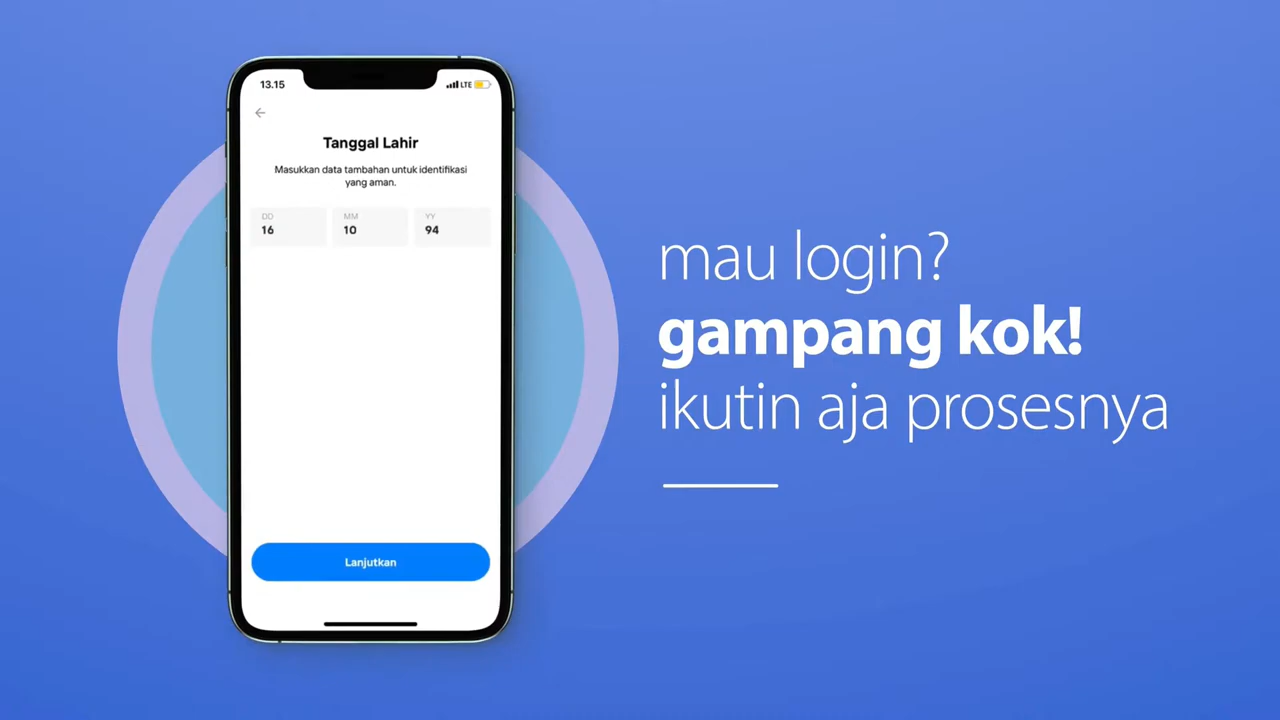 13.15
LTE
Tanggal Lahir
Masukkan data tambahan untuk identifikasi
yang aman.
DD
MM
YY
16
10
94
Lanjutkan
mau login?
gampang kok!
ikutin aja prosesnya